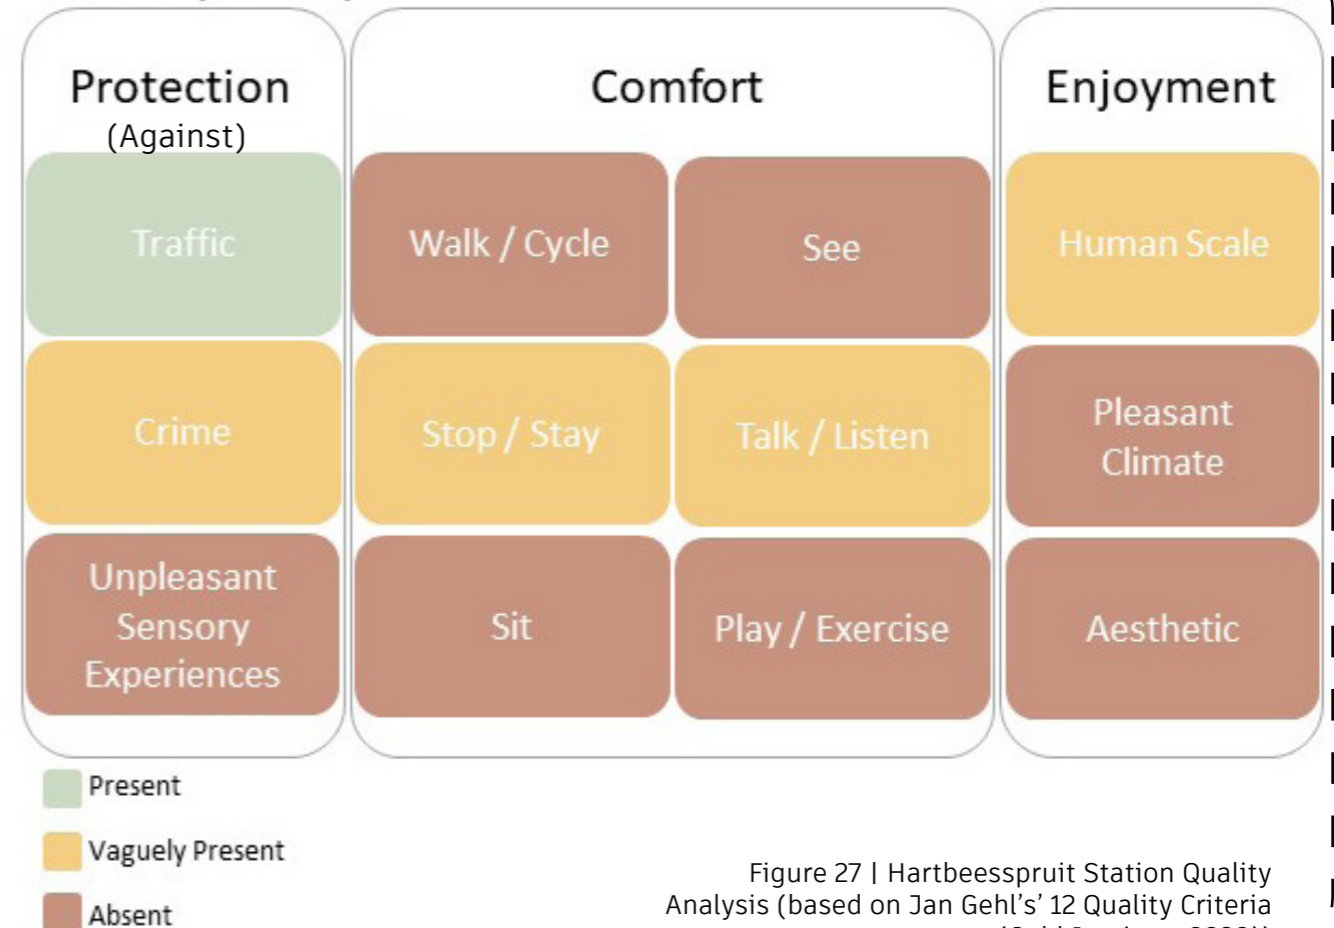 Protection
(Against)
Comfort
Enjoyment
Traffic
Walk / Cycle
See
Human Scale
Crime
Stop / Stay
Talk / Listen
Pleasant
Climate
Unpleasant
Sensory
Experiences
Sit
Play / Exercise
Aesthetic
Present
Vaguely Present
Absent
Figure 27 | Hartbeesspruit Station Quality
Analysis (based on Jan Gehl’s’ 12 Quality Criteria